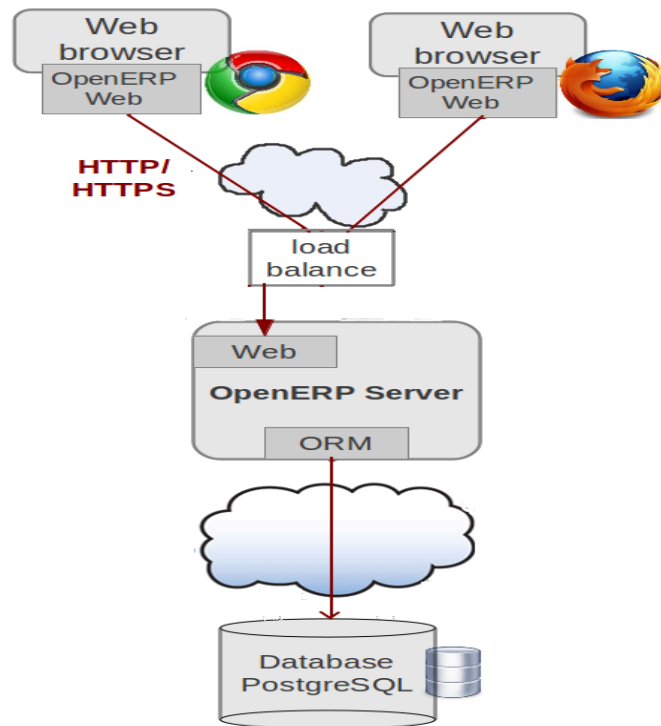 Web
browser
OpenERP
Web
Web
browser
OpenERP
Web
HTTP/
HTTPS
load
balance
Web
OpenERP Server
ORM
Database
PostgreSQL